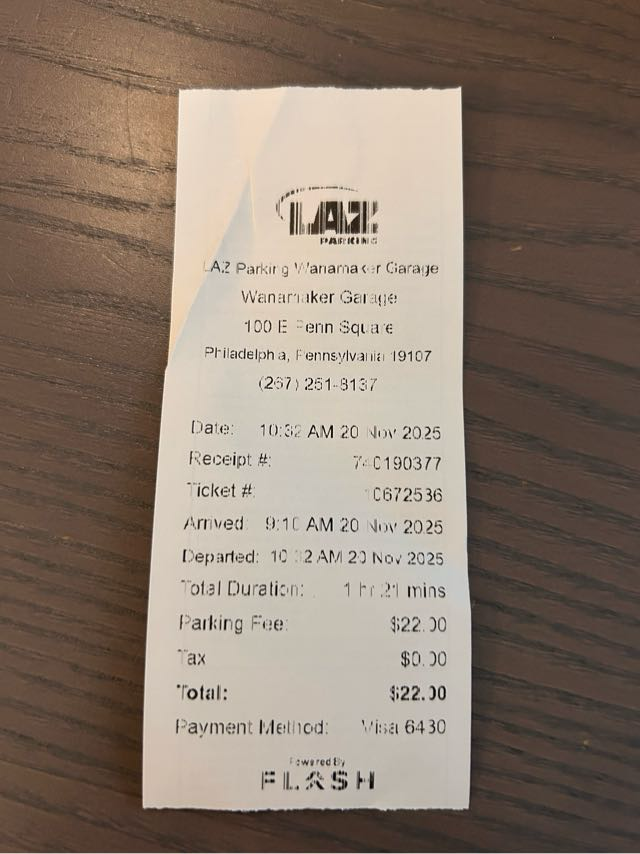 LAZ
PARKING
LAZ Parking Wanamaker Garage
Wanamaker Garage
100 E Penn Square
Philadelphia, Pennsylvania 19107
(267) 251-8137
Date: 10:32 AM 20 Nov 2025
Receipt #: 740190377
Ticket #: 10672536
Arrived: 9:10 AM 20 Nov 2025
Departed: 10:32 AM 20 Nov 2025
Total Duration: 1 hr 21 mins
Parking Fee: $22.00
Tax $0.00
Total: $22.00
Payment Method: Visa 6430
Powered By
FLASH